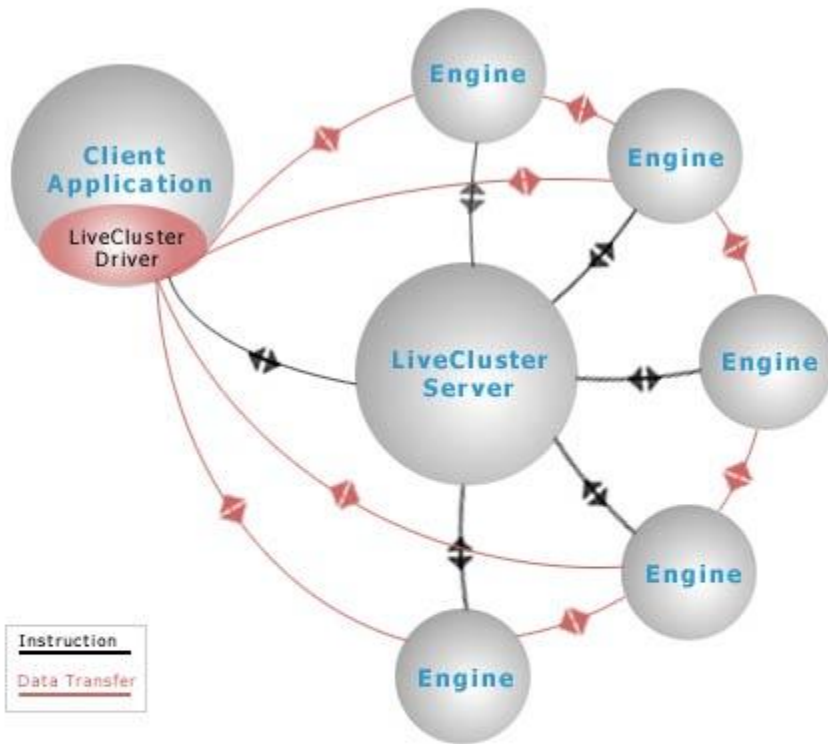 Engine
Client
Application
Engine
LiveCluster
Driver
LiveCluster
Server
Engine
Engine
Engine
Instruction
Data Transfer